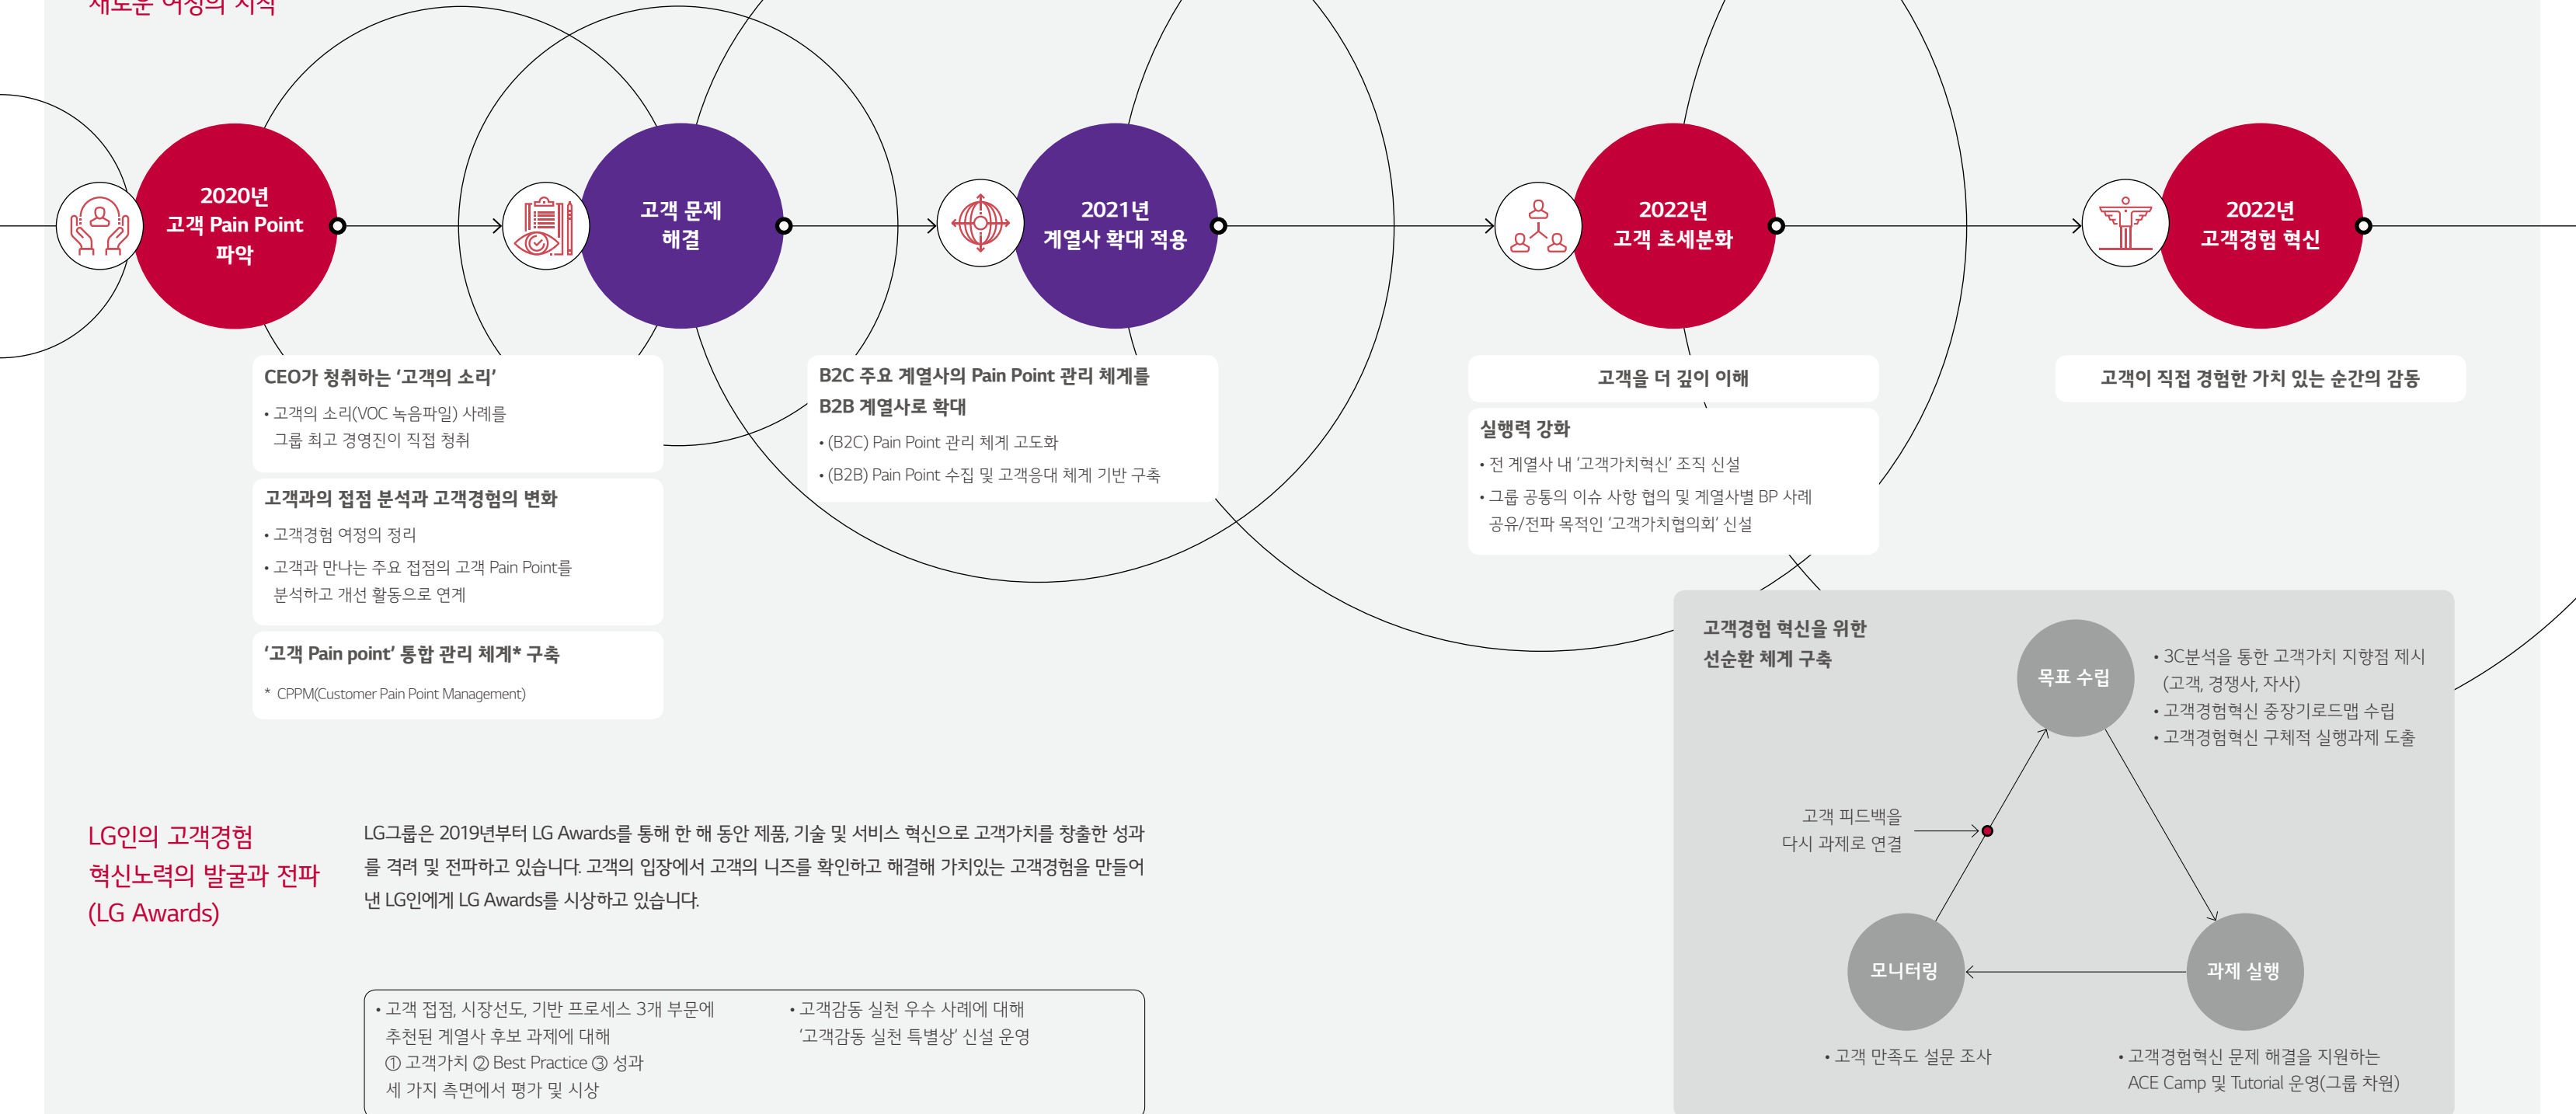 새로운 여정의 시작
2020년
고객 Pain Point
파악
고객 문제
해결
2021년
계열사 확대 적용
2022년
고객 초세분화
2022년
고객경험 혁신
CEO가 청취하는 ‘고객의 소리’
• 고객의 소리(VOC 녹음파일) 사례를
그룹 최고 경영진이 직접 청취
고객과의 접점 분석과 고객경험의 변화
• 고객경험 여정의 정리
• 고객과 만나는 주요 접점의 고객 Pain Point를
분석하고 개선 활동으로 연계
‘고객 Pain point’ 통합 관리 체계* 구축
* CPPM(Customer Pain Point Management)
B2C 주요 계열사의 Pain Point 관리 체계를
B2B 계열사로 확대
• (B2C) Pain Point 관리 체계 고도화
• (B2B) Pain Point 수집 및 고객응대 체계 기반 구축
고객을 더 깊이 이해
실행력 강화
• 전 계열사 내 ‘고객가치혁신’ 조직 신설
• 그룹 공통의 이슈 사항 협의 및 계열사별 BP 사례
공유/전파 목적인 ‘고객가치협의회’ 신설
고객이 직접 경험한 가치 있는 순간의 감동
고객경험 혁신을 위한
선순환 체계 구축
목표 수립
• 3C분석을 통한 고객가치 지향점 제시
(고객, 경쟁사, 자사)
• 고객경험혁신 중장기로드맵 수립
• 고객경험혁신 구체적 실행과제 도출
고객 피드백을
다시 과제로 연결
모니터링
과제 실행
• 고객 만족도 설문 조사
• 고객경험혁신 문제 해결을 지원하는
ACE Camp 및 Tutorial 운영(그룹 차원)
LG인의 고객경험
혁신노력의 발굴과 전파
(LG Awards)
LG그룹은 2019년부터 LG Awards를 통해 한 해 동안 제품, 기술 및 서비스 혁신으로 고객가치를 창출한 성과
를 격려 및 전파하고 있습니다. 고객의 입장에서 고객의 니즈를 확인하고 해결해 가치있는 고객경험을 만들어
낸 LG인에게 LG Awards를 시상하고 있습니다.
• 고객 접점, 시장선도, 기반 프로세스 3개 부문에
추천된 계열사 후보 과제에 대해
① 고객가치 ② Best Practice ③ 성과
세 가지 측면에서 평가 및 시상
• 고객감동 실천 우수 사례에 대해
‘고객감동 실천 특별상’ 신설 운영